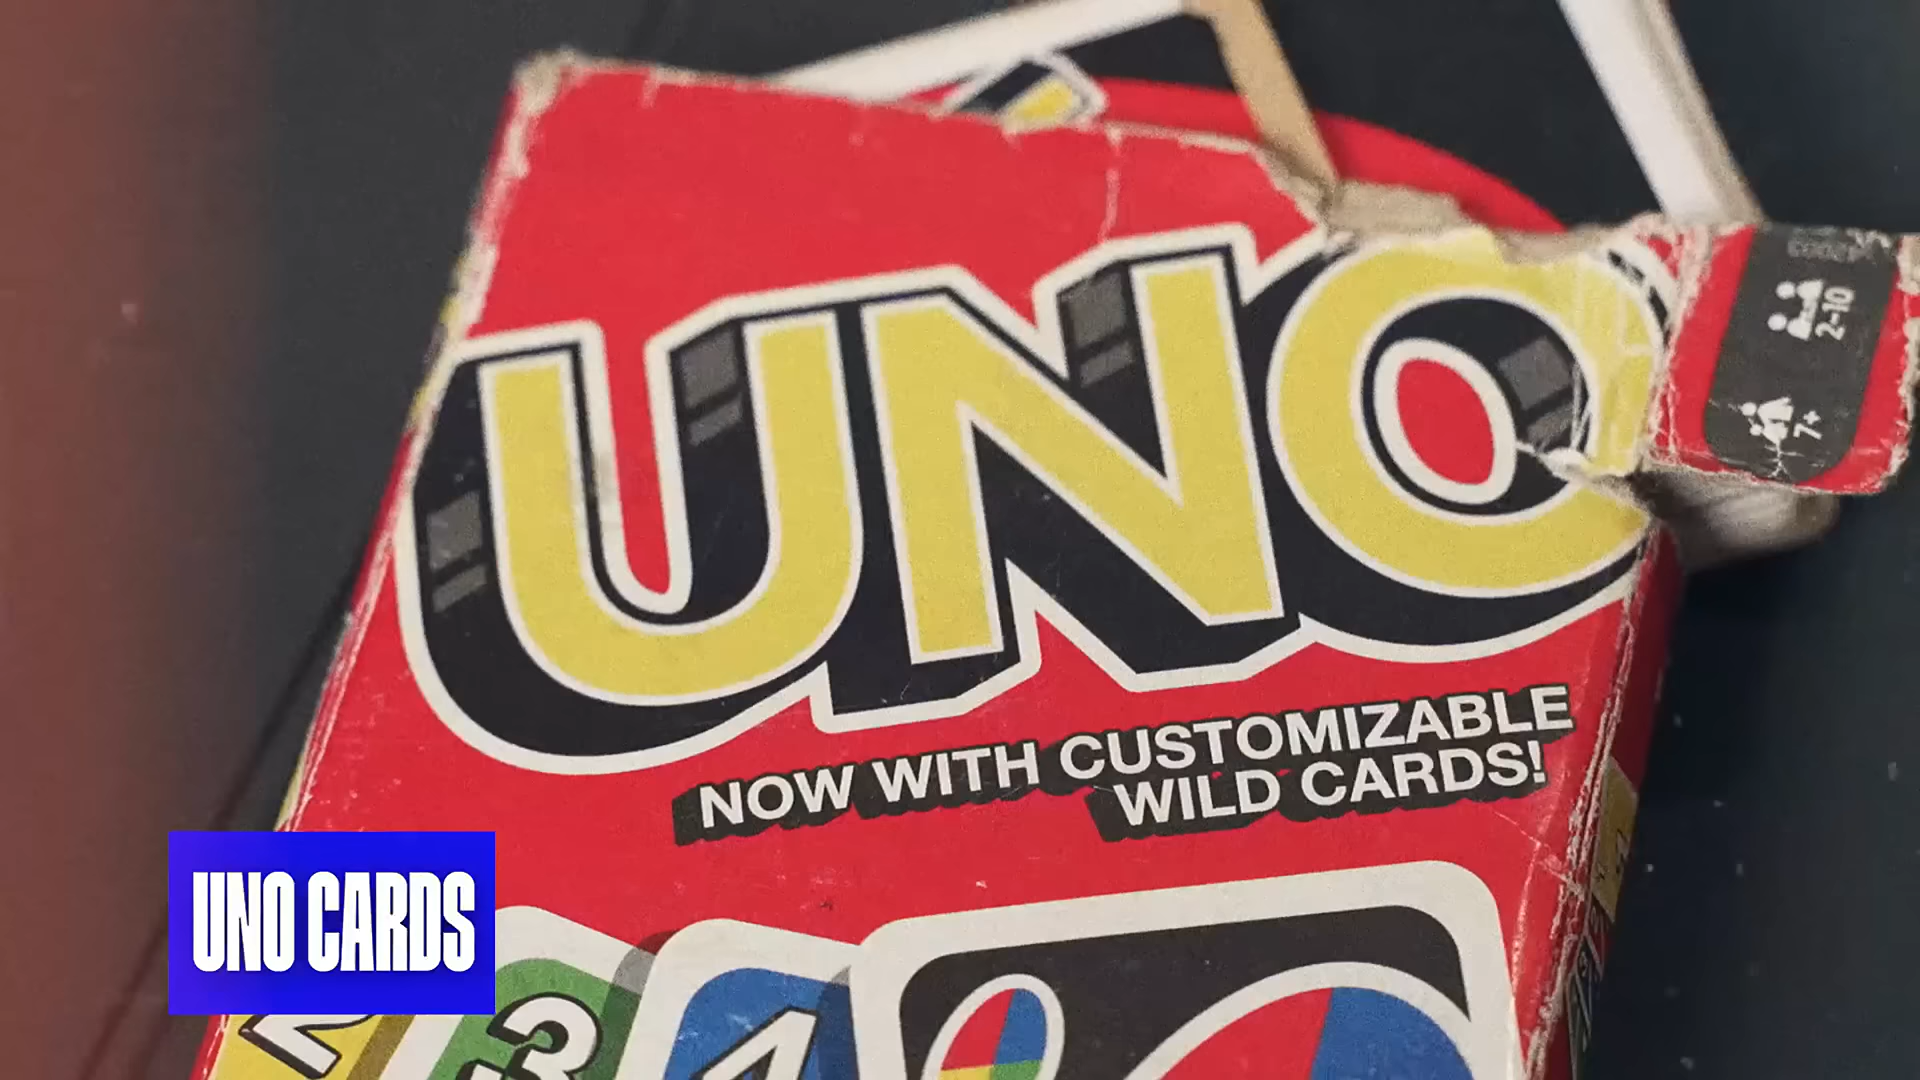 UNO
2-10
7+
NOW WITH CUSTOMIZABLE
WILD CARDS!
UNO CARDS
2
3
4